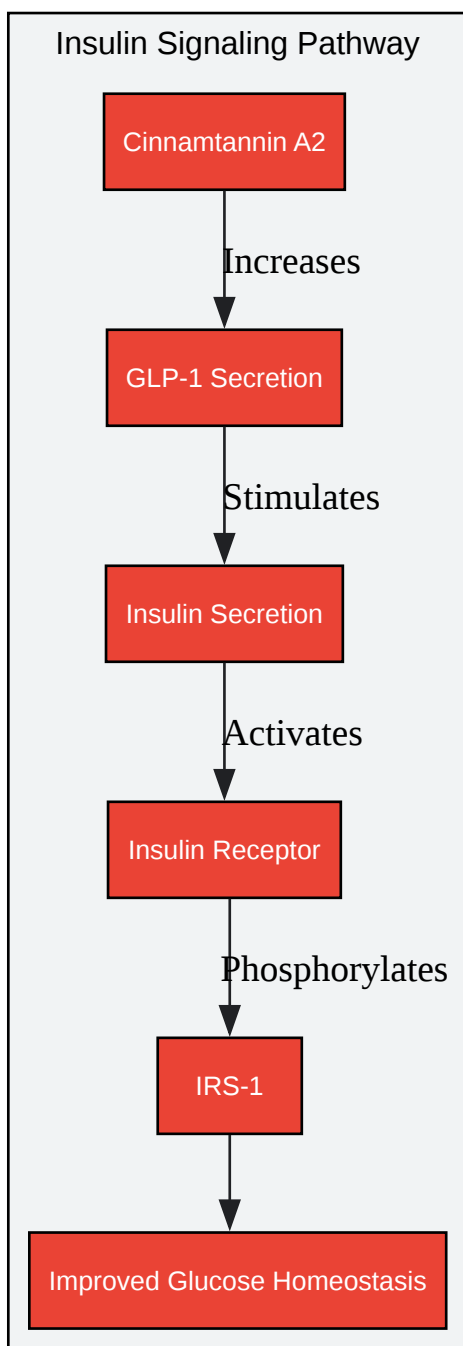 Insulin Signaling Pathway
Cinnamtannin A2
Increases
GLP-1 Secretion
Stimulates
Insulin Secretion
Activates
Insulin Receptor
Phosphorylates
IRS-1
Improved Glucose Homeostasis